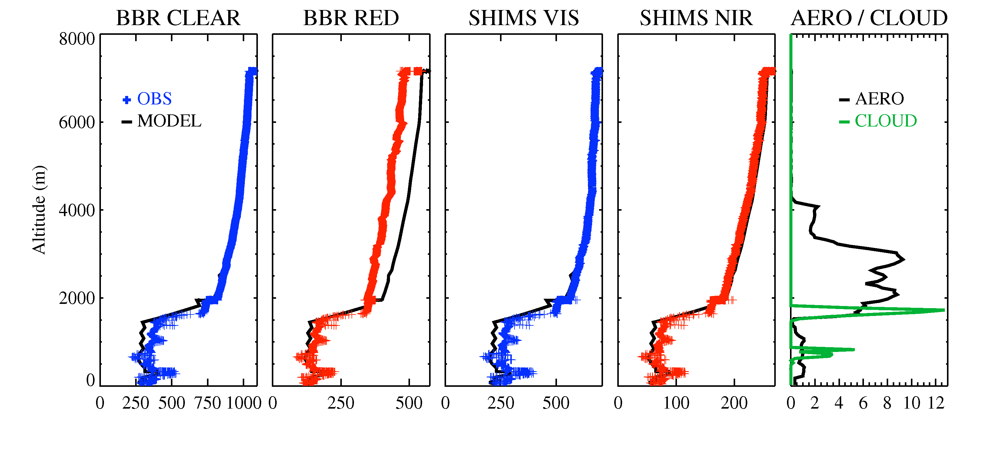 BBR CLEAR BBR RED SHIMS VIS SHIMS NIR AERO / CLOUD
8000
OBS AERO
MODEL CLOUD
6000
Altitude (m)
4000
2000
0
0 250 500 750 1000 0 250 500 0 250 500 0 100 200 0 2 4 6 8 10 12